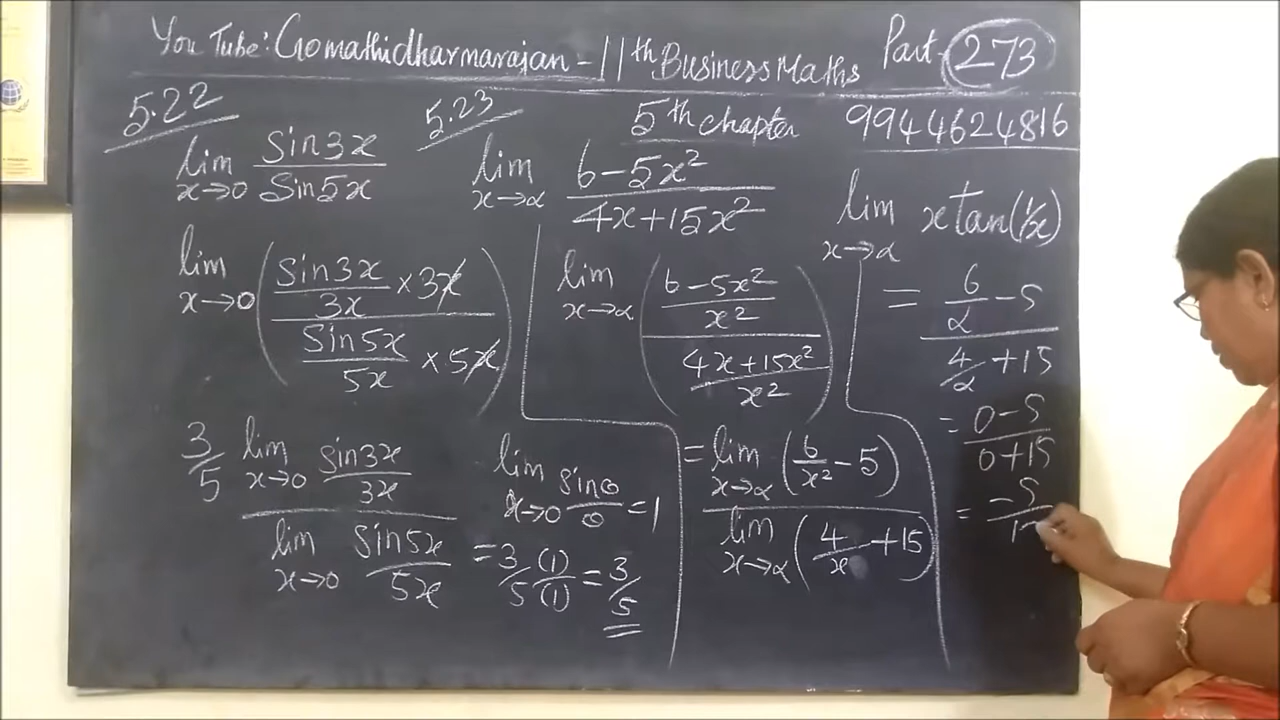 You Tube: Gomathidharmarajan - 11th Business Maths Part - 273
5.22
lim x→0 Sin3x / Sin5x
lim x→0 ( Sin3x / 3x × 3x / Sin5x / 5x × 5x )
3/5 lim x→0 sin3x / 3x
lim x→0 Sin5x / 5x
lim x→0 sinθ / θ = 1
= 3/5 (1)/(1) = 3/5
5.23
5th chapter
9944624816
lim x→α 6 - 5x² / 4x + 15x²
lim x→α ( 6 - 5x² / x² / 4x + 15x² / x² )
= lim x→α ( 6/x² - 5 )
lim x→α ( 4/x + 15 )
lim x→α x tan(1/x)
= 6/α - 5 / 4/α + 15
= 0 - 5 / 0 + 15
= -5 / 1